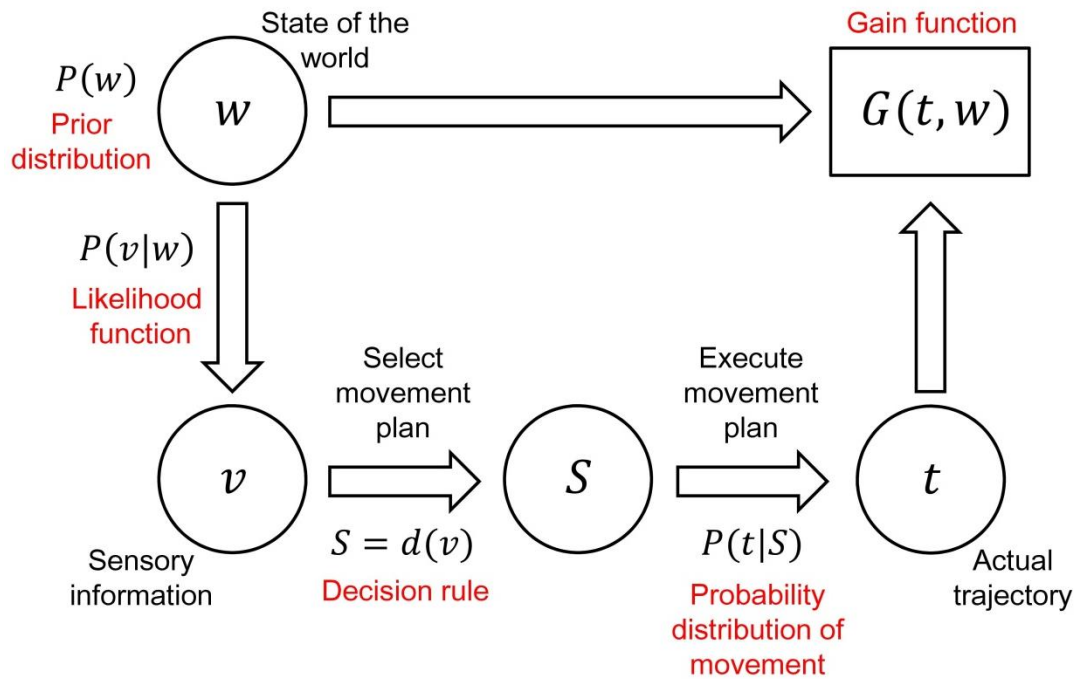 State of the
world
P(w)
Prior
distribution
w
Gain function
G(t, w)
P(v|w)
Likelihood
function
Select
movement
plan
Execute
movement
plan
v
S
t
Sensory
information
S = d(v)
Decision rule
P(t|S)
Probability
distribution of
movement
Actual
trajectory